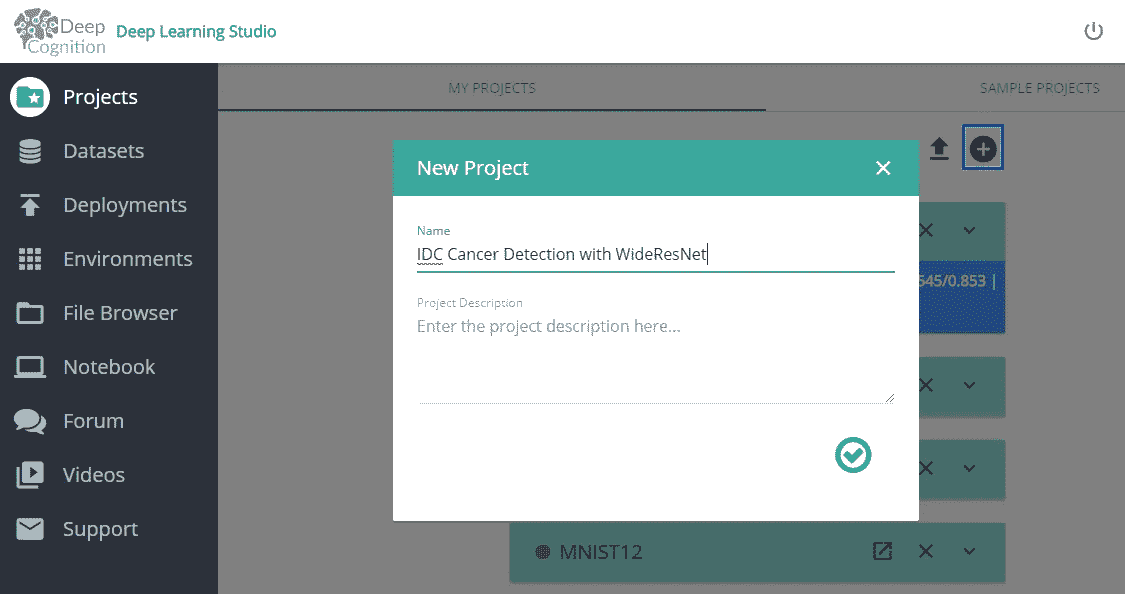 Deep
Cognition
Deep Learning Studio
Projects
Datasets
Deployments
Environments
File Browser
Notebook
Forum
Videos
Support
MY PROJECTS
SAMPLE PROJECTS
New Project
Name
IDC Cancer Detection with WideResNet
Project Description
Enter the project description here...
545/0.853 |
MNIST12